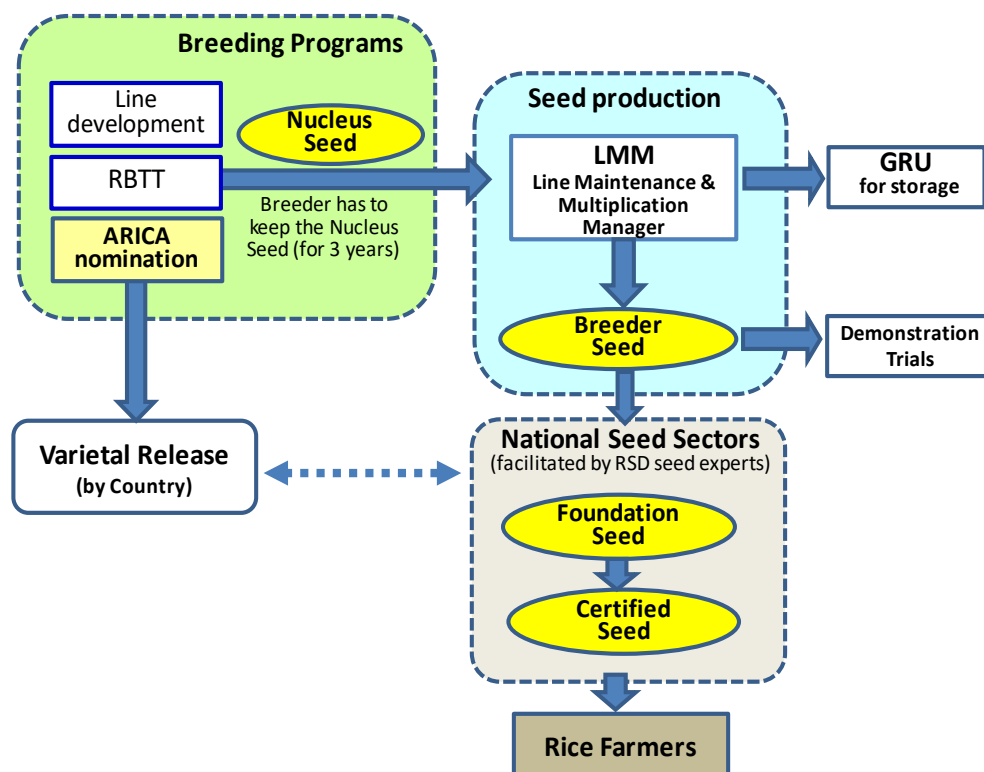 Breeding Programs
Line
development
Nucleus
Seed
RBTT
Breeder has to
keep the Nucleus
Seed (for 3 years)
ARICA
nomination
Seed production
LMM
Line Maintenance &
Multiplication
Manager
GRU
for storage
Breeder
Seed
Demonstration
Trials
Varietal Release
(by Country)
National Seed Sectors
(facilitated by RSD seed experts)
Foundation
Seed
Certified
Seed
Rice Farmers